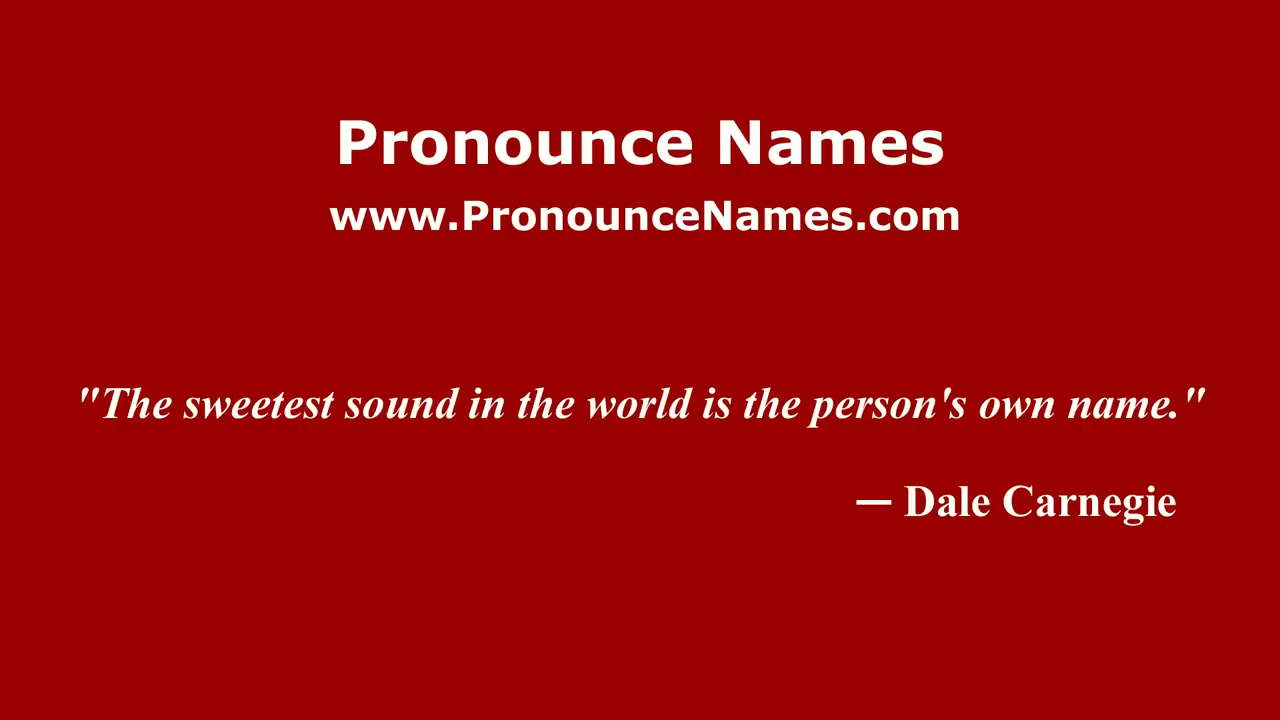 Pronounce Names
www.PronounceNames.com
"The sweetest sound in the world is the person's own name."
— Dale Carnegie